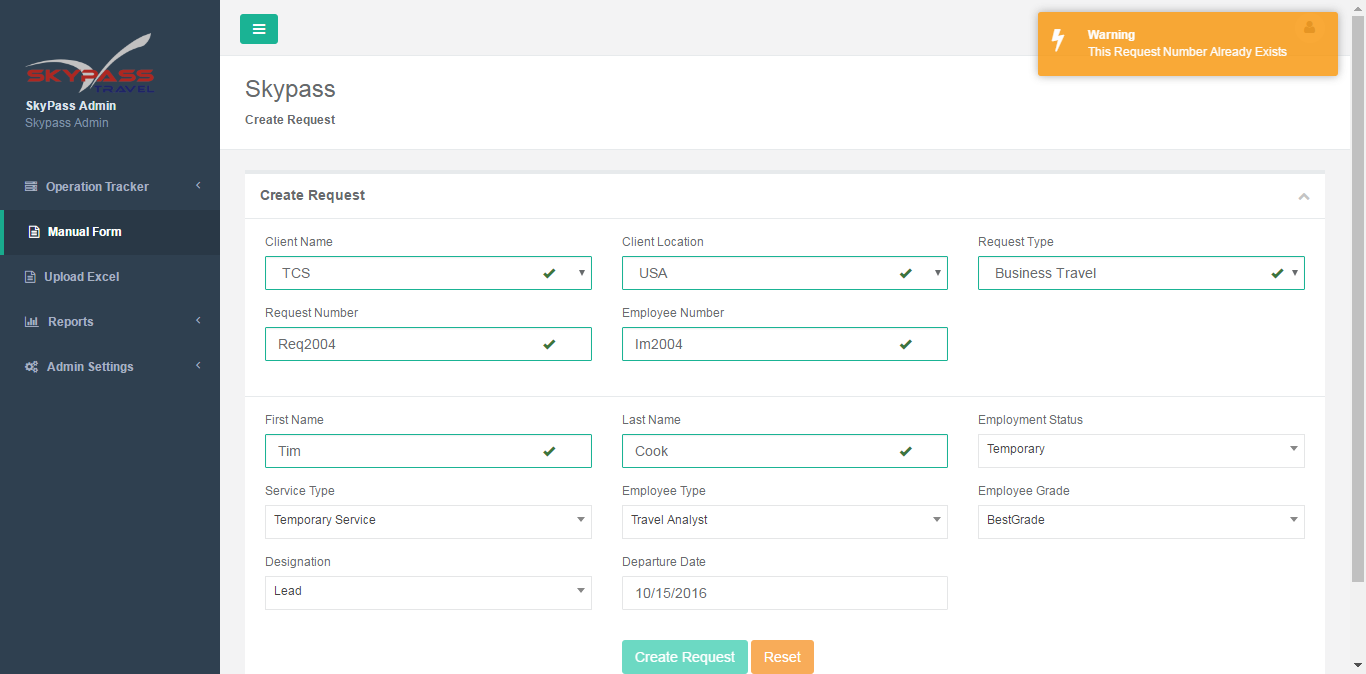 SKYPASS
TRAVEL
SkyPass Admin
Skypass Admin
Operation Tracker
Manual Form
Upload Excel
Reports
Admin Settings
Warning
This Request Number Already Exists
Skypass
Create Request
Create Request
Client Name Client Location Request Type
TCS USA Business Travel
Request Number Employee Number
Req2004 Im2004
First Name Last Name Employment Status
Tim Cook Temporary
Service Type Employee Type Employee Grade
Temporary Service Travel Analyst BestGrade
Designation Departure Date
Lead 10/15/2016
Create Request Reset